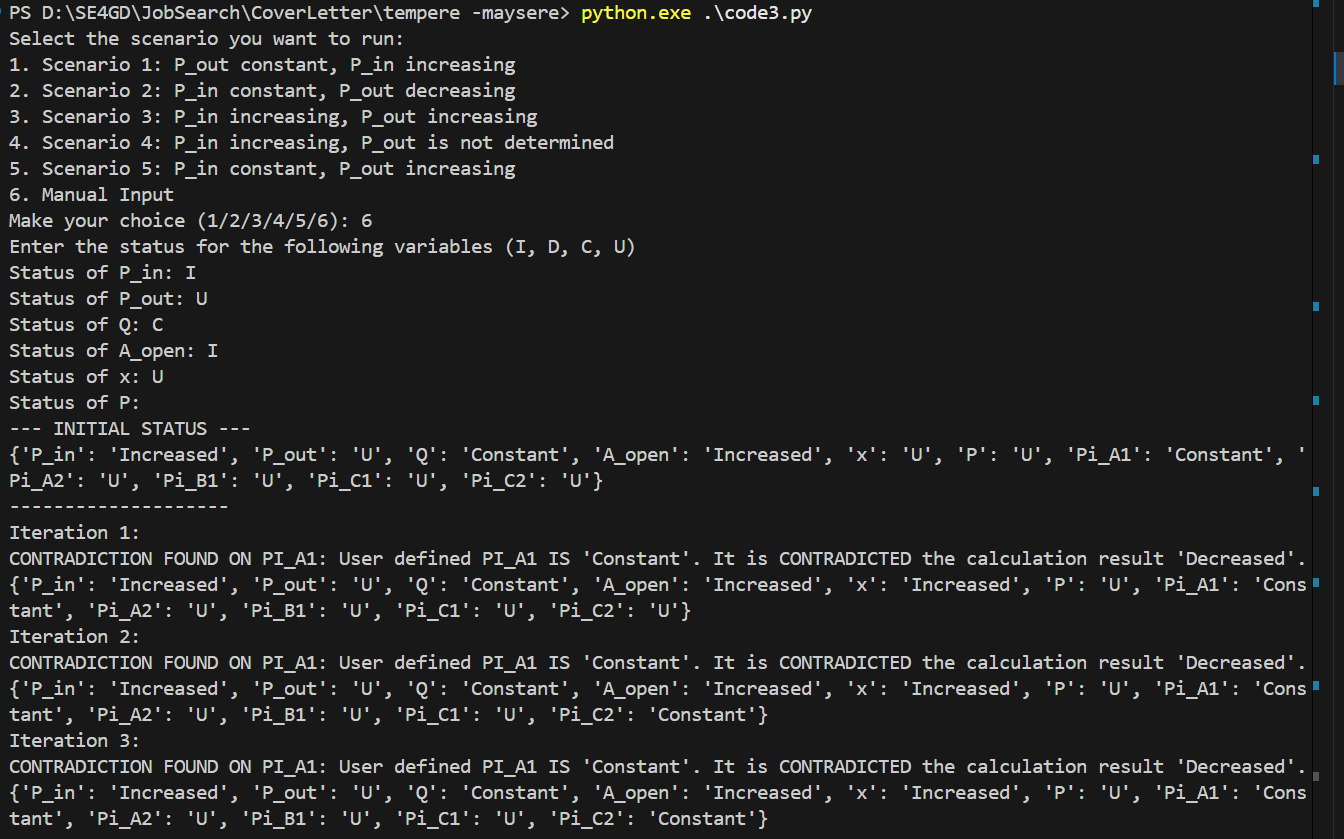 PS D:\SE4GD\JobSearch\CoverLetter\tempere -maysere> python.exe .\code3.py
Select the scenario you want to run:
1. Scenario 1: P_out constant, P_in increasing
2. Scenario 2: P_in constant, P_out decreasing
3. Scenario 3: P_in increasing, P_out increasing
4. Scenario 4: P_in increasing, P_out is not determined
5. Scenario 5: P_in constant, P_out increasing
6. Manual Input
Make your choice (1/2/3/4/5/6): 6
Enter the status for the following variables (I, D, C, U)
Status of P_in: I
Status of P_out: U
Status of Q: C
Status of A_open: I
Status of x: U
Status of P:
--- INITIAL STATUS ---
{'P_in': 'Increased', 'P_out': 'U', 'Q': 'Constant', 'A_open': 'Increased', 'x': 'U', 'P': 'U', 'Pi_A1': 'Constant', '
Pi_A2': 'U', 'Pi_B1': 'U', 'Pi_C1': 'U', 'Pi_C2': 'U'}
--------------------
Iteration 1:
CONTRADICTION FOUND ON PI_A1: User defined PI_A1 IS 'Constant'. It is CONTRADICTED the calculation result 'Decreased'.
{'P_in': 'Increased', 'P_out': 'U', 'Q': 'Constant', 'A_open': 'Increased', 'x': 'Increased', 'P': 'U', 'Pi_A1': 'Cons
tant', 'Pi_A2': 'U', 'Pi_B1': 'U', 'Pi_C1': 'U', 'Pi_C2': 'U'}
Iteration 2:
CONTRADICTION FOUND ON PI_A1: User defined PI_A1 IS 'Constant'. It is CONTRADICTED the calculation result 'Decreased'.
{'P_in': 'Increased', 'P_out': 'U', 'Q': 'Constant', 'A_open': 'Increased', 'x': 'Increased', 'P': 'U', 'Pi_A1': 'Cons
tant', 'Pi_A2': 'U', 'Pi_B1': 'U', 'Pi_C1': 'U', 'Pi_C2': 'Constant'}
Iteration 3:
CONTRADICTION FOUND ON PI_A1: User defined PI_A1 IS 'Constant'. It is CONTRADICTED the calculation result 'Decreased'.
{'P_in': 'Increased', 'P_out': 'U', 'Q': 'Constant', 'A_open': 'Increased', 'x': 'Increased', 'P': 'U', 'Pi_A1': 'Cons
tant', 'Pi_A2': 'U', 'Pi_B1': 'U', 'Pi_C1': 'U', 'Pi_C2': 'Constant'}